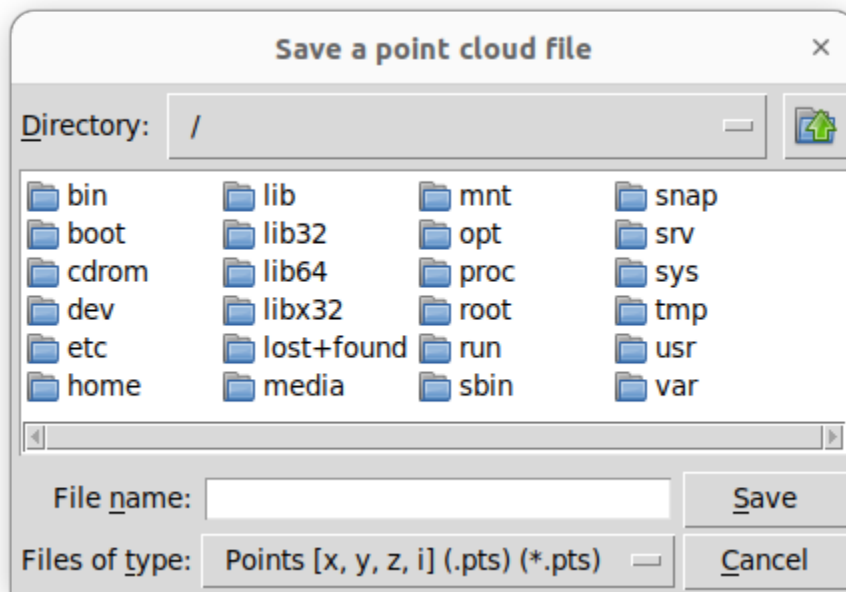 Save a point cloud file ×
Directory: /
bin lib mnt snap
boot lib32 opt srv
cdrom lib64 proc sys
dev libx32 root tmp
etc lost+found run usr
home media sbin var
File name: Save
Files of type: Points [x, y, z, i] (.pts) (*.pts) Cancel